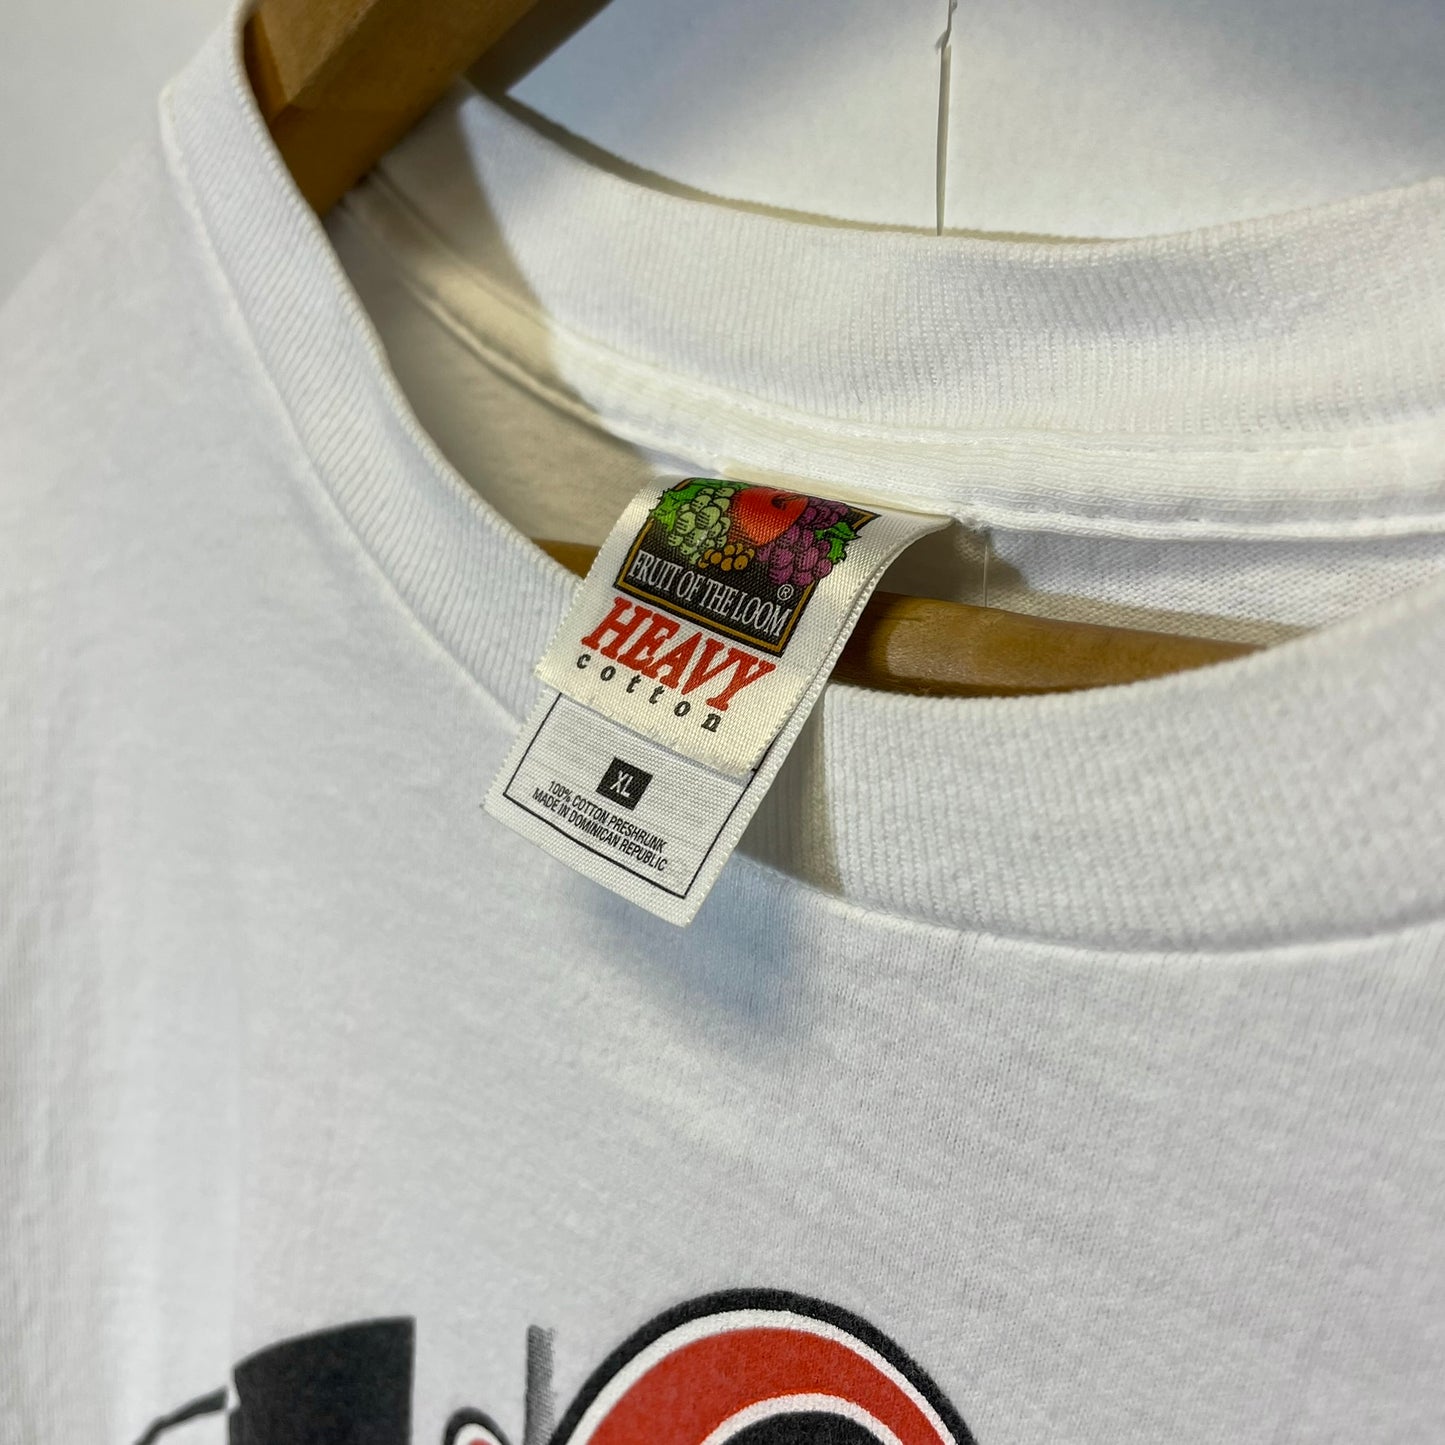 FRUIT OF THE LOOM ®
HEAVY
cotton
XL
100% COTTON PRESHRUNK
MADE IN DOMINICAN REPUBLIC